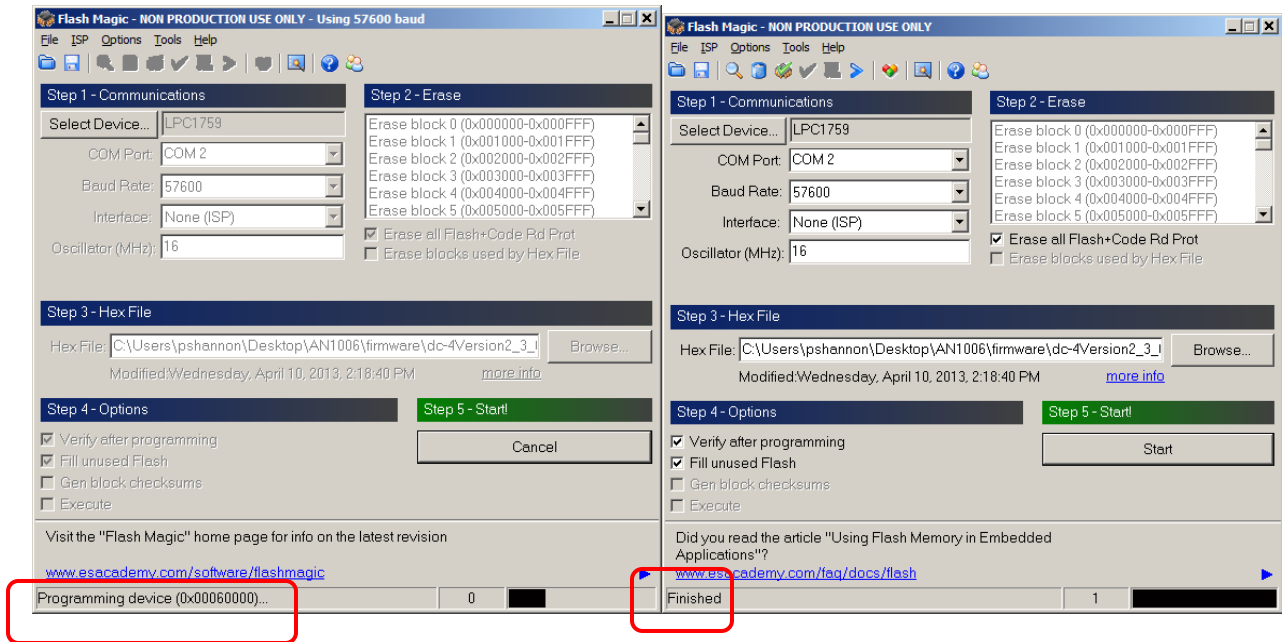 Flash Magic - NON PRODUCTION USE ONLY - Using 57600 baud
File ISP Options Tools Help
Step 1 - Communications
Step 2 - Erase
Select Device... LPC1759
COM Port: COM 2
Baud Rate: 57600
Interface: None (ISP)
Oscillator (MHz): 16
Erase block 0 (0x000000-0x000FFF)
Erase block 1 (0x001000-0x001FFF)
Erase block 2 (0x002000-0x002FFF)
Erase block 3 (0x003000-0x003FFF)
Erase block 4 (0x004000-0x004FFF)
Erase block 5 (0x005000-0x005FFF)
Erase all Flash+Code Rd Prot
Erase blocks used by Hex File
Step 3 - Hex File
Hex File: C:\Users\pshannon\Desktop\AN1006\firmware\dc-4Version2_3_
Browse...
Modified:Wednesday, April 10, 2013, 2:18:40 PM
more info
Step 4 - Options
Step 5 - Start!
Verify after programming
Fill unused Flash
Gen block checksums
Execute
Cancel
Visit the "Flash Magic" home page for info on the latest revision
www.esacademy.com/software/flashmagic
Programming device (0x00060000)...
0
Flash Magic - NON PRODUCTION USE ONLY
File ISP Options Tools Help
Step 1 - Communications
Step 2 - Erase
Select Device... LPC1759
COM Port: COM 2
Baud Rate: 57600
Interface: None (ISP)
Oscillator (MHz): 16
Erase block 0 (0x000000-0x000FFF)
Erase block 1 (0x001000-0x001FFF)
Erase block 2 (0x002000-0x002FFF)
Erase block 3 (0x003000-0x003FFF)
Erase block 4 (0x004000-0x004FFF)
Erase block 5 (0x005000-0x005FFF)
Erase all Flash+Code Rd Prot
Erase blocks used by Hex File
Step 3 - Hex File
Hex File: C:\Users\pshannon\Desktop\AN1006\firmware\dc-4Version2_3_
Browse...
Modified:Wednesday, April 10, 2013, 2:18:40 PM
more info
Step 4 - Options
Step 5 - Start!
Verify after programming
Fill unused Flash
Gen block checksums
Execute
Start
Did you read the article "Using Flash Memory in Embedded
Applications"?
www.esacademy.com/faq/docs/flash
Finished
1